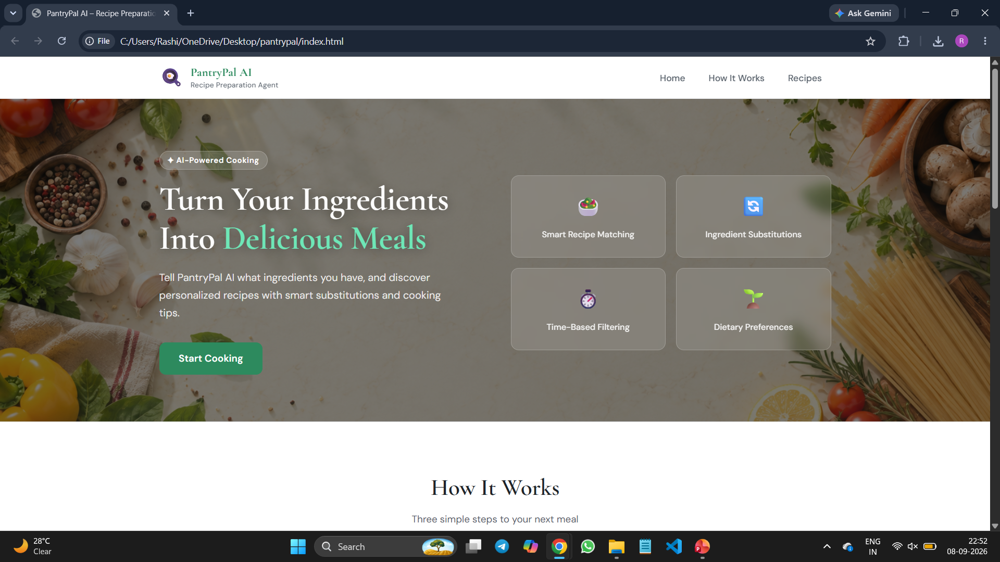 PantryPal AI – Recipe Preparatio
Ask Gemini
File
C:/Users/Rashi/OneDrive/Desktop/pantrypal/index.html
R
PantryPal AI
Recipe Preparation Agent
Home
How It Works
Recipes
✦ AI-Powered Cooking
Turn Your Ingredients
Into Delicious Meals
Tell PantryPal AI what ingredients you have, and discover
personalized recipes with smart substitutions and cooking
tips.
Start Cooking
Smart Recipe Matching
Ingredient Substitutions
Time-Based Filtering
Dietary Preferences
How It Works
Three simple steps to your next meal
28°C
Clear
Search
P
ENG
IN
22:52
08-09-2026